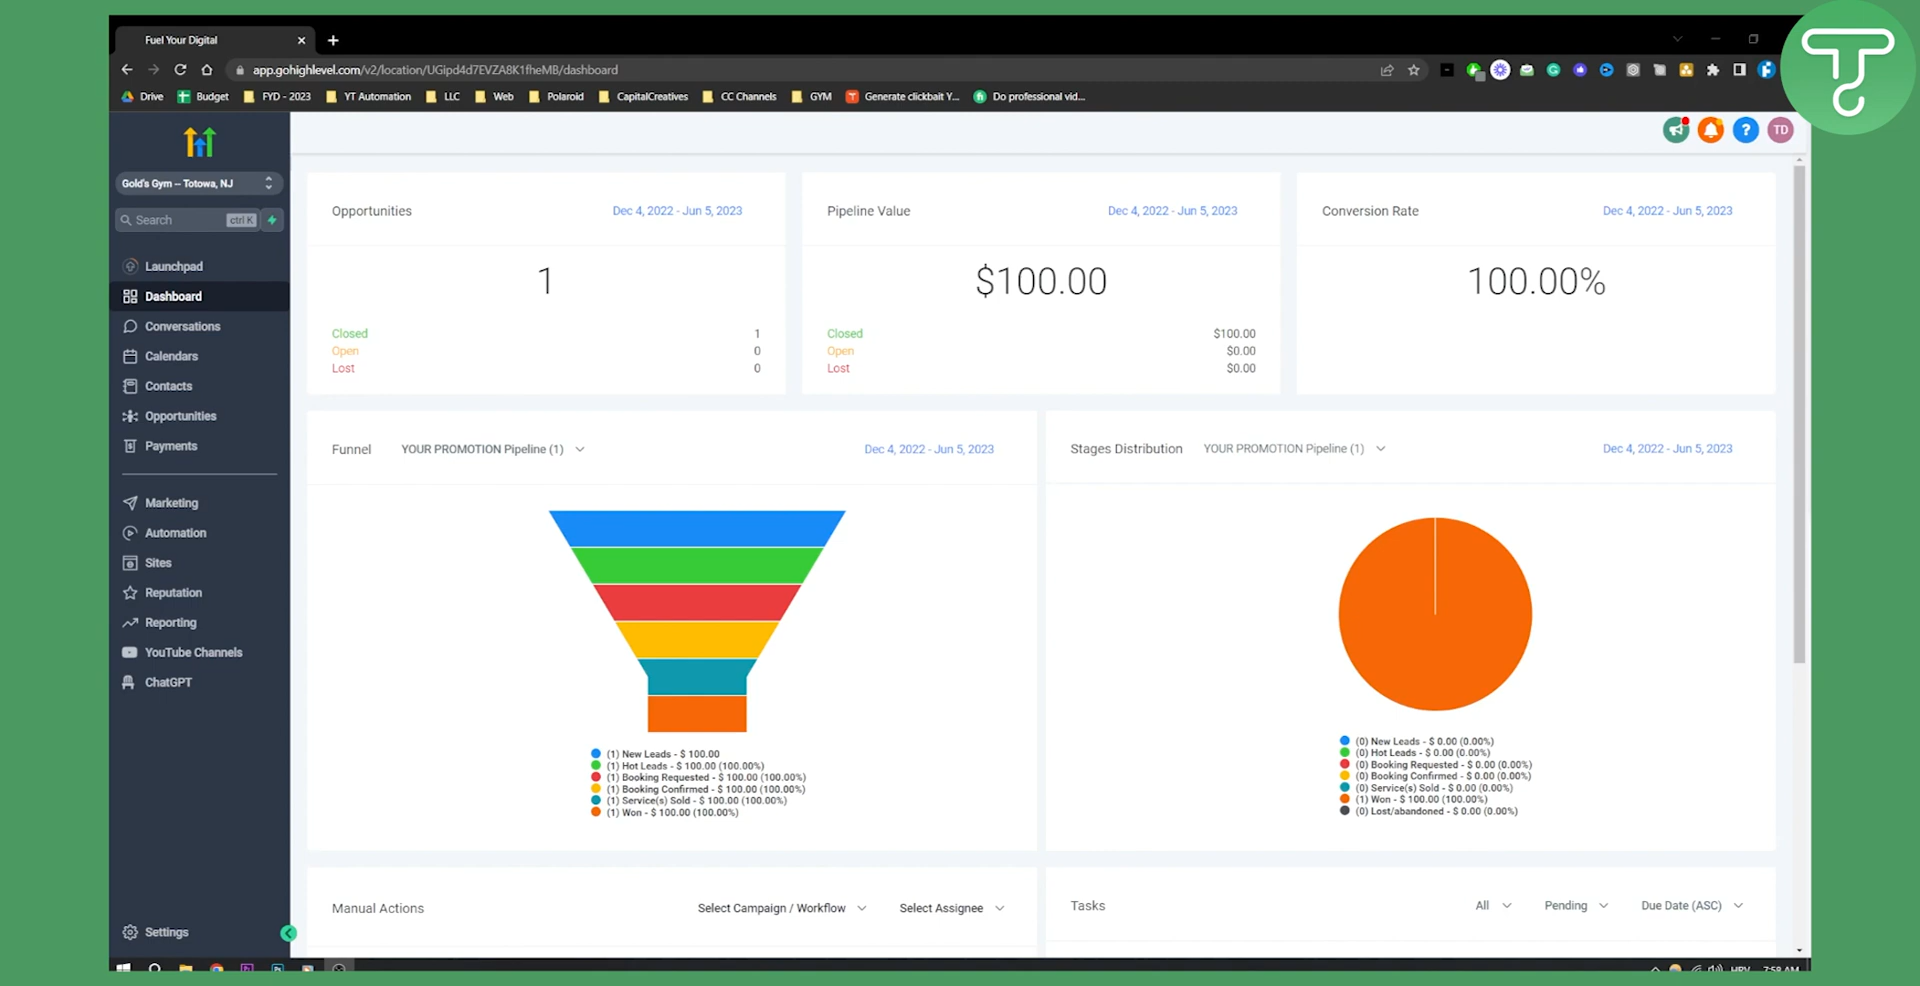 Fuel Your Digital
app.gohighlevel.com/v2/location/UGipd4d7EVZA8K1fheMB/dashboard
Drive Budget FYD - 2023 YT Automation LLC Web Polaroid CapitalCreatives CC Channels GYM Generate clickbait Y... Do professional vid...
TD
Gold's Gym – Totowa, NJ
Search ctrl K
Launchpad
Dashboard
Conversations
Calendars
Contacts
Opportunities
Payments
Marketing
Automation
Sites
Reputation
Reporting
YouTube Channels
ChatGPT
Settings
Opportunities Dec 4, 2022 - Jun 5, 2023
1
Closed 1
Open 0
Lost 0
Pipeline Value Dec 4, 2022 - Jun 5, 2023
$100.00
Closed $100.00
Open $0.00
Lost $0.00
Conversion Rate Dec 4, 2022 - Jun 5, 2023
100.00%
Funnel YOUR PROMOTION Pipeline (1) Dec 4, 2022 - Jun 5, 2023
(1) New Leads - $ 100.00
(1) Hot Leads - $ 100.00 (100.00%)
(1) Booking Requested - $ 100.00 (100.00%)
(1) Booking Confirmed - $ 100.00 (100.00%)
(1) Service(s) Sold - $ 100.00 (100.00%)
(1) Won - $ 100.00 (100.00%)
Stages Distribution YOUR PROMOTION Pipeline (1) Dec 4, 2022 - Jun 5, 2023
(0) New Leads - $ 0.00 (0.00%)
(0) Hot Leads - $ 0.00 (0.00%)
(0) Booking Requested - $ 0.00 (0.00%)
(0) Booking Confirmed - $ 0.00 (0.00%)
(0) Service(s) Sold - $ 0.00 (0.00%)
(1) Won - $ 100.00 (100.00%)
(0) Lost/abandoned - $ 0.00 (0.00%)
Manual Actions Select Campaign / Workflow Select Assignee
Tasks All Pending Due Date (ASC)
HRV 7:58 AM